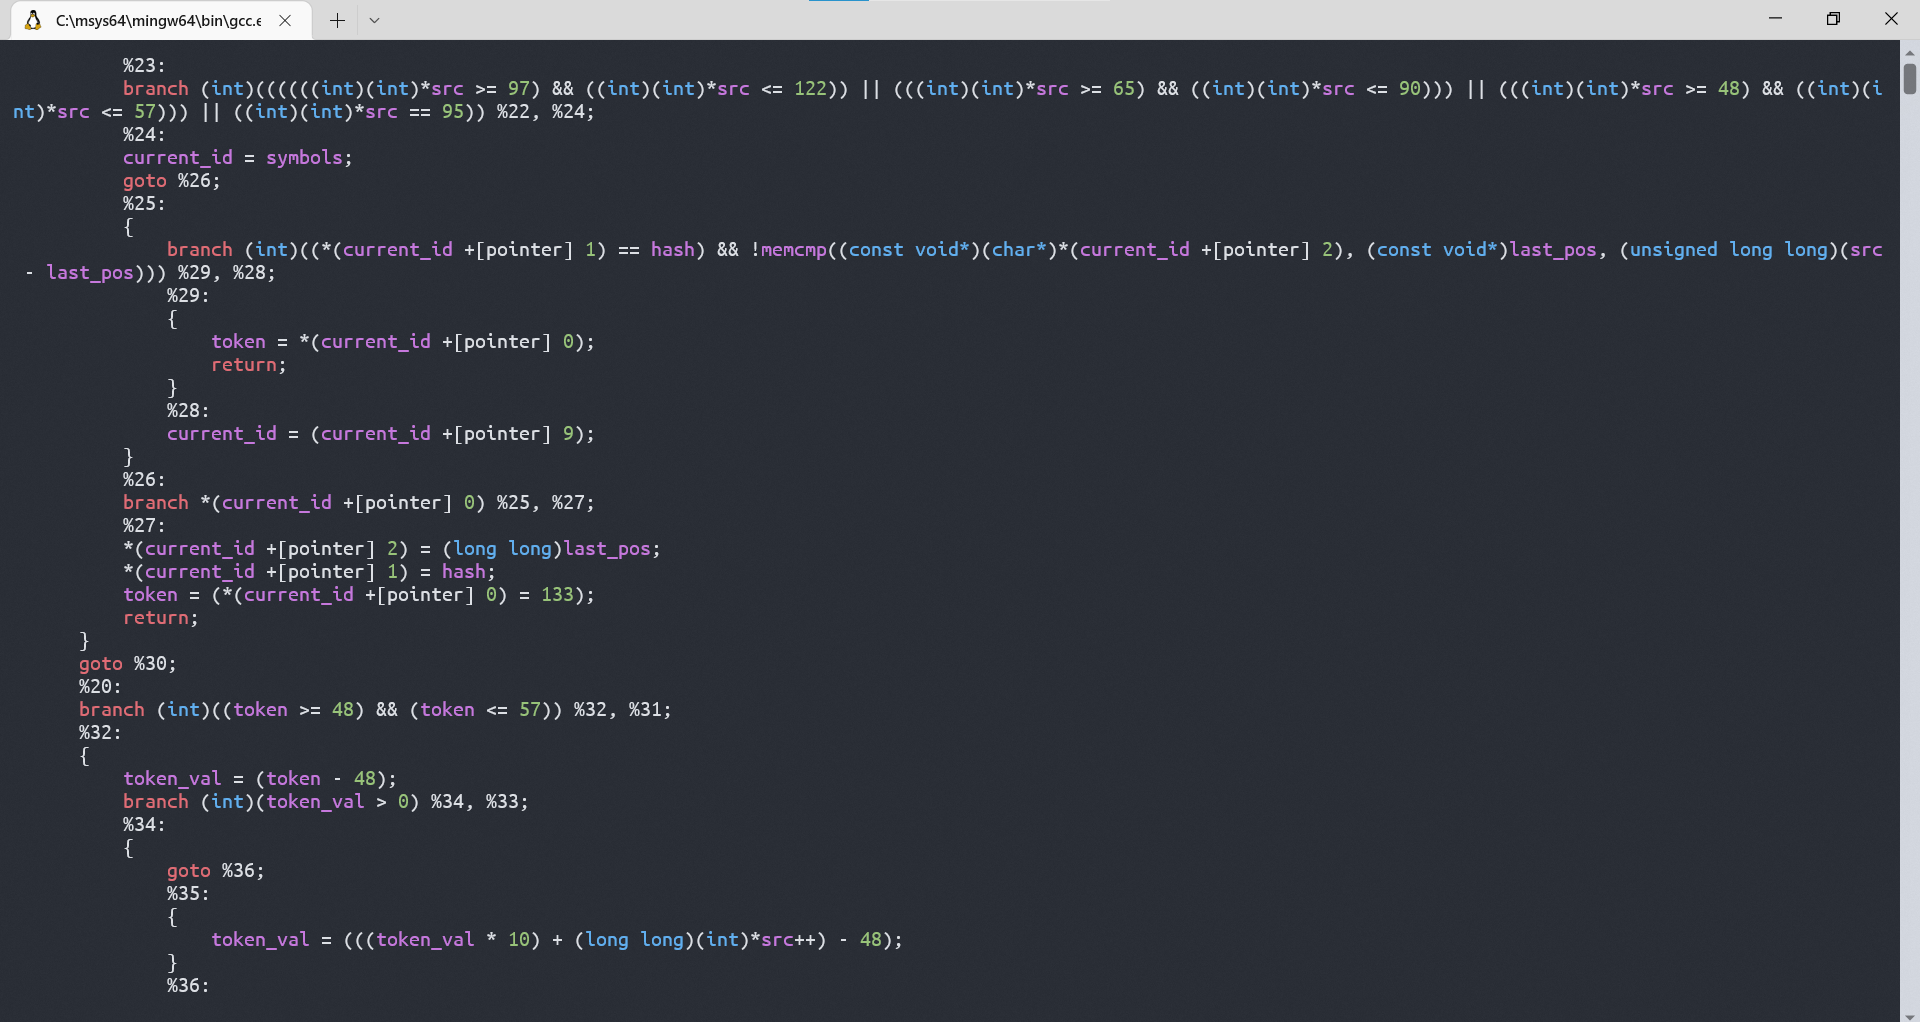 C:\msys64\mingw64\bin\gcc.e
%23:
branch (int)((((((int)(int)*src >= 97) && ((int)(int)*src <= 122)) || (((int)(int)*src >= 65) && ((int)(int)*src <= 90))) || (((int)(int)*src >= 48) && ((int)(i
nt)*src <= 57))) || ((int)(int)*src == 95)) %22, %24;
%24:
current_id = symbols;
goto %26;
%25:
{
branch (int)((*(current_id +[pointer] 1) == hash) && !memcmp((const void*)(char*)*(current_id +[pointer] 2), (const void*)last_pos, (unsigned long long)(src
- last_pos))) %29, %28;
%29:
{
token = *(current_id +[pointer] 0);
return;
}
%28:
current_id = (current_id +[pointer] 9);
}
%26:
branch *(current_id +[pointer] 0) %25, %27;
%27:
*(current_id +[pointer] 2) = (long long)last_pos;
*(current_id +[pointer] 1) = hash;
token = (*(current_id +[pointer] 0) = 133);
return;
}
goto %30;
%20:
branch (int)((token >= 48) && (token <= 57)) %32, %31;
%32:
{
token_val = (token - 48);
branch (int)(token_val > 0) %34, %33;
%34:
{
goto %36;
%35:
{
token_val = (((token_val * 10) + (long long)(int)*src++) - 48);
}
%36: